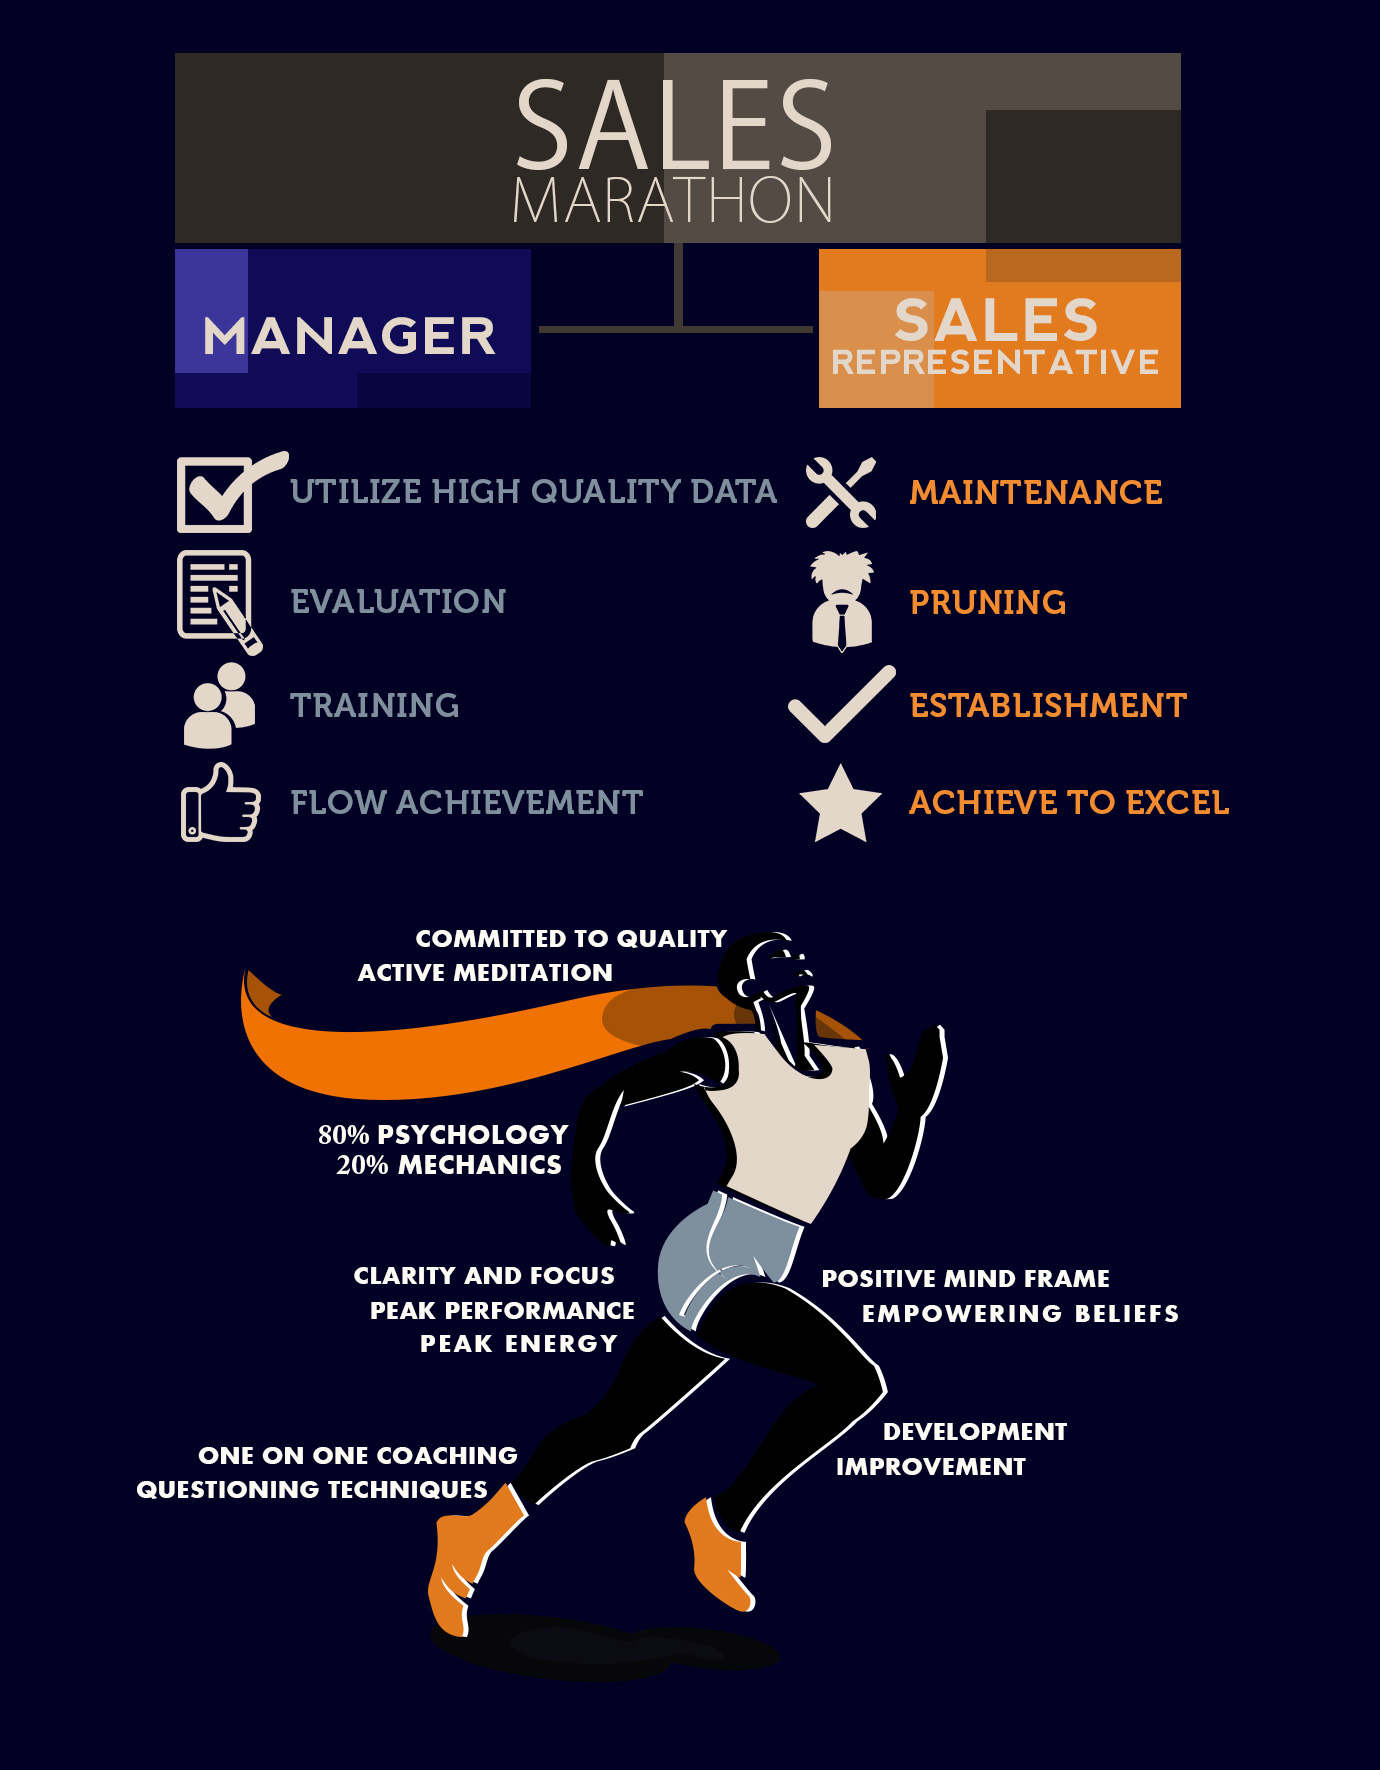 SALES
MARATHON
MANAGER
SALES
REPRESENTATIVE
UTILIZE HIGH QUALITY DATA
EVALUATION
TRAINING
FLOW ACHIEVEMENT
MAINTENANCE
PRUNING
ESTABLISHMENT
ACHIEVE TO EXCEL
COMMITTED TO QUALITY
ACTIVE MEDITATION
80% PSYCHOLOGY
20% MECHANICS
CLARITY AND FOCUS
PEAK PERFORMANCE
PEAK ENERGY
POSITIVE MIND FRAME
EMPOWERING BELIEFS
DEVELOPMENT
IMPROVEMENT
ONE ON ONE COACHING
QUESTIONING TECHNIQUES